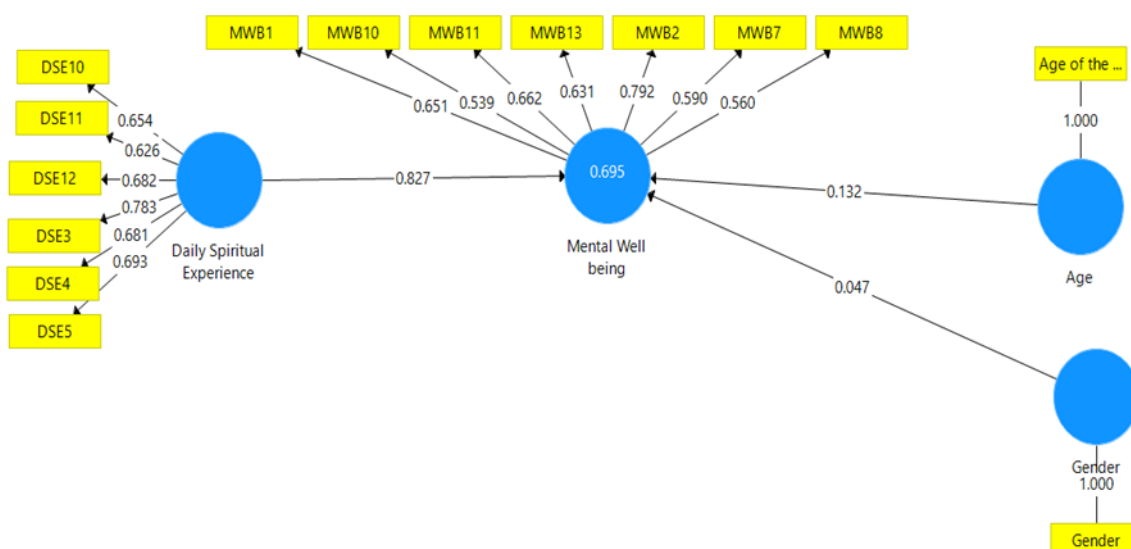 MWB1
MWB10
MWB11
MWB13
MWB2
MWB7
MWB8
DSE10
DSE11
DSE12
DSE3
DSE4
DSE5
0.654
0.626
0.682
0.783
0.681
0.693
Daily Spiritual
Experience
0.827
0.651
0.539
0.662
0.631
0.792
0.590
0.560
0.695
Mental Well
being
0.132
0.047
Age of the ...
1.000
Age
Gender
1.000
Gender